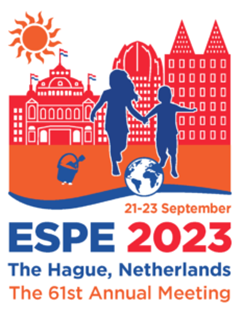 21-23 September
ESPE 2023
The Hague, Netherlands
The 61st Annual Meeting